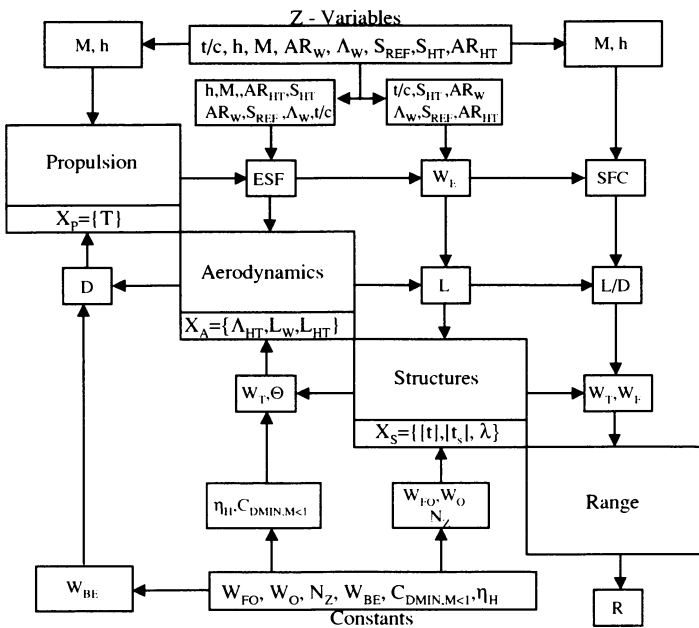 Z - Variables
M, h
t/c, h, M, AR_W, Λ_W, S_REF, S_HT, AR_HT
M, h
h,M,,AR_HT,S_HT
AR_W,S_REF,Λ_W,t/c
t/c,S_HT,AR_W
Λ_W,S_REF,AR_HT
Propulsion
ESF
W_E
SFC
X_P={T}
D
Aerodynamics
L
L/D
X_A={Λ_HT,L_W,L_HT}
W_T,Θ
Structures
W_T,W_F
X_S={[t],[t_s], λ}
η_H,C_DMIN.M<1
W_FO,W_O
N_Z
Range
W_BE
W_FO, W_O, N_Z, W_BE, C_DMIN.M<1,η_H
R
Constants